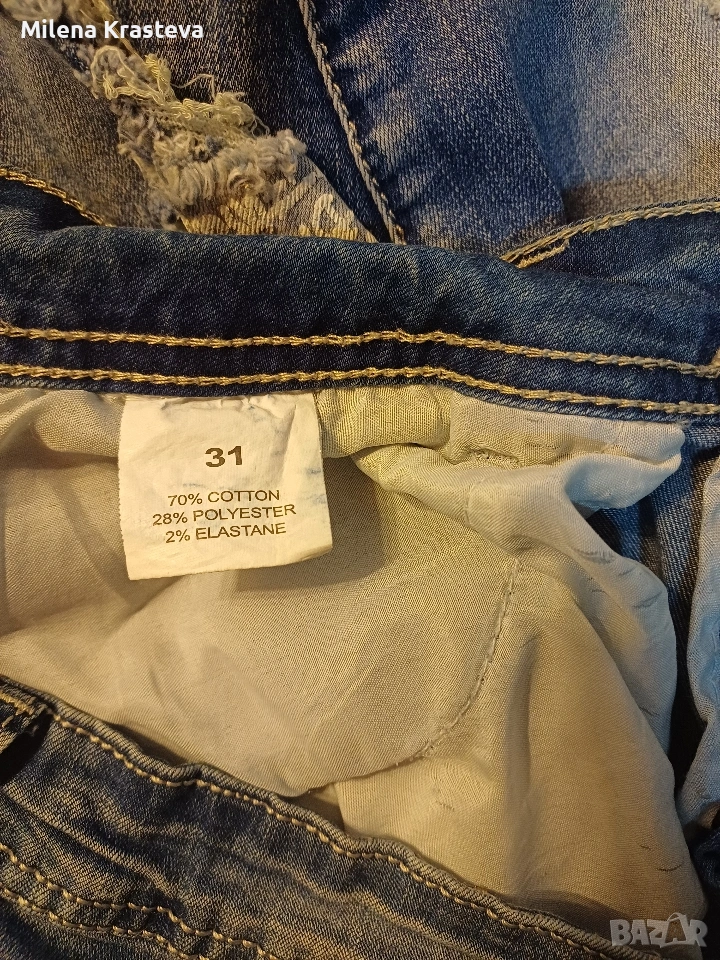 Milena Krasteva
31
70% COTTON
28% POLYESTER
2% ELASTANE
BAZAR